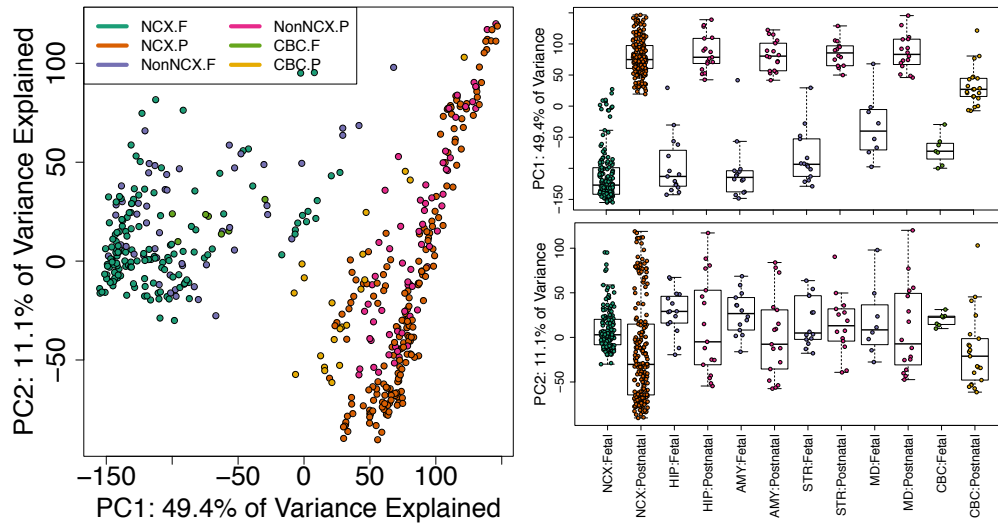 NCX.F
NCX.P
NonNCX.F
NonNCX.P
CBC.F
CBC.P
PC2: 11.1% of Variance Explained
100
50
0
−50
−150
−50
0
50
100
PC1: 49.4% of Variance Explained
PC1: 49.4% of Variance
150
100
50
0
−50
−150
PC2: 11.1% of Variance
100
50
0
−50
NCX:Fetal
NCX:Postnatal
HIP:Fetal
HIP:Postnatal
AMY:Fetal
AMY:Postnatal
STR:Fetal
STR:Postnatal
MD:Fetal
MD:Postnatal
CBC:Fetal
CBC:Postnatal